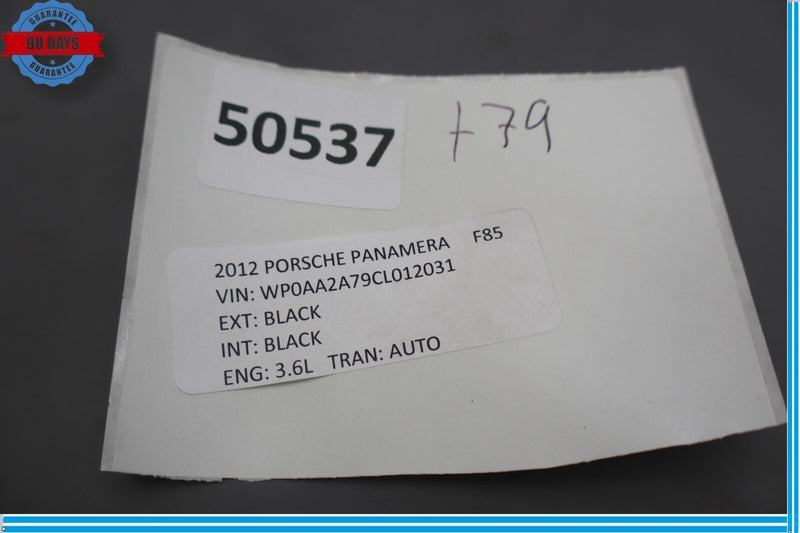 GUARANTEE
90 DAYS
GUARANTEE
50537
F79
2012 PORSCHE PANAMERA F85
VIN: WP0AA2A79CL012031
EXT: BLACK
INT: BLACK
ENG: 3.6L TRAN: AUTO